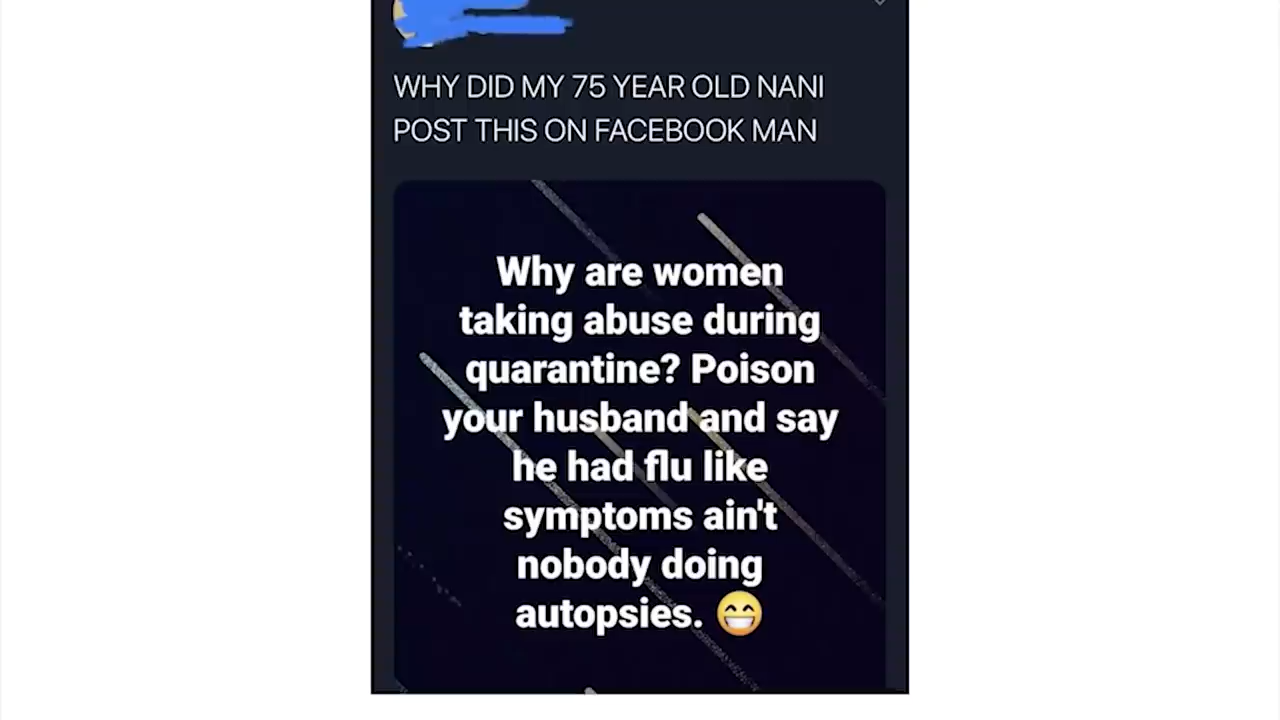 WHY DID MY 75 YEAR OLD NANI
POST THIS ON FACEBOOK MAN
Why are women
taking abuse during
quarantine? Poison
your husband and say
he had flu like
symptoms ain't
nobody doing
autopsies. 😁